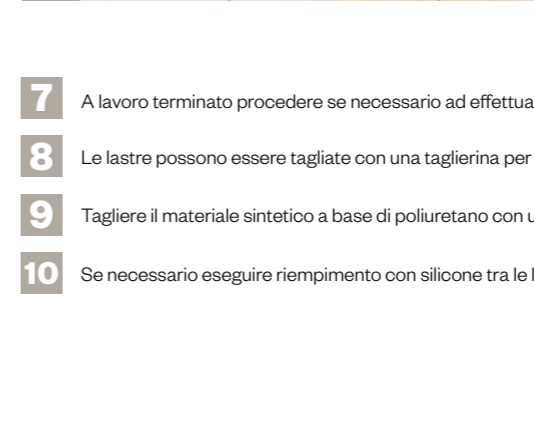 7 A lavoro terminato procedere se necessario ad effettua
8 Le lastre possono essere tagliate con una taglierina per
9 Tagliere il materiale sintetico a base di poliuretano con u
10 Se necessario eseguire riempimento con silicone tra le l